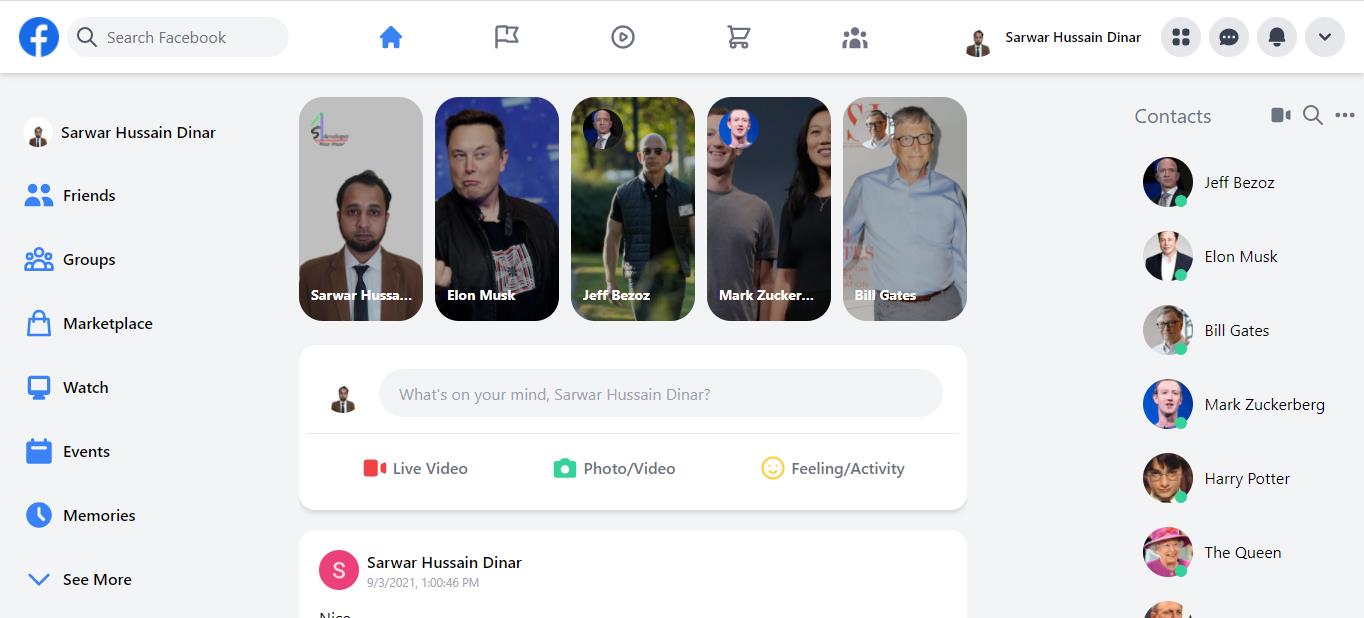 Search Facebook
Sarwar Hussain Dinar
Sarwar Hussain Dinar
Friends
Groups
Marketplace
Watch
Events
Memories
See More
Sarwar Hussa...
Elon Musk
Jeff Bezoz
Mark Zucker...
Bill Gates
What's on your mind, Sarwar Hussain Dinar?
Live Video
Photo/Video
Feeling/Activity
S
Sarwar Hussain Dinar
9/3/2021, 1:00:46 PM
Nice
Contacts
Jeff Bezoz
Elon Musk
Bill Gates
Mark Zuckerberg
Harry Potter
The Queen